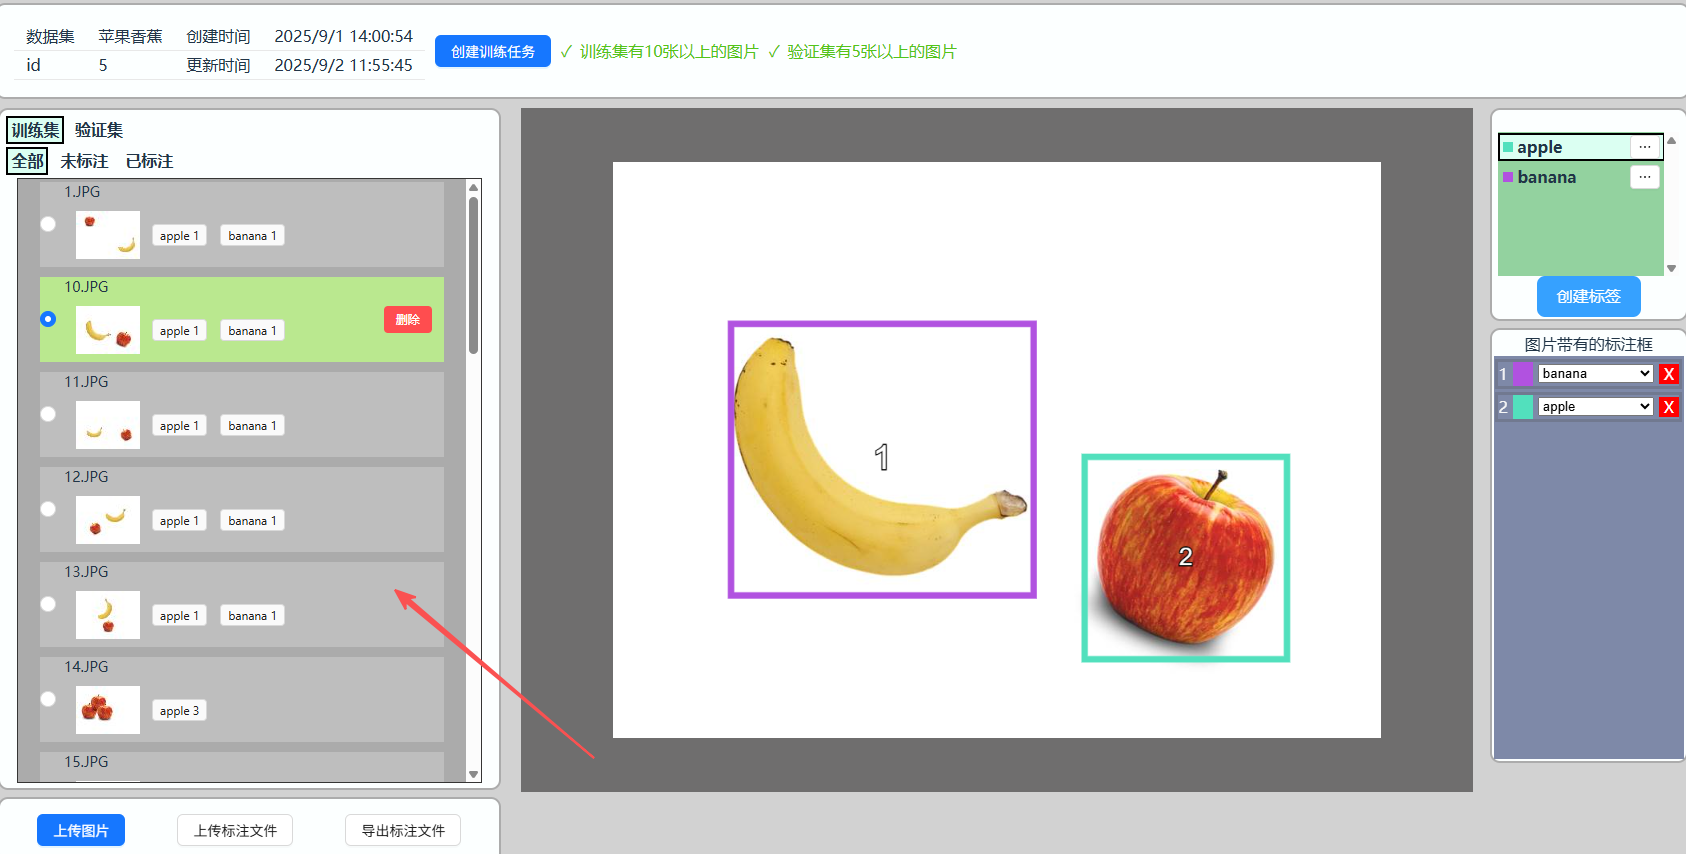 数据集 苹果香蕉 创建时间 2025/9/1 14:00:54
id 5 更新时间 2025/9/2 11:55:45
创建训练任务 ✓ 训练集有10张以上的图片 ✓ 验证集有5张以上的图片
训练集 验证集
全部 未标注 已标注
1.JPG
apple 1 banana 1
10.JPG
apple 1 banana 1 删除
11.JPG
apple 1 banana 1
12.JPG
apple 1 banana 1
13.JPG
apple 1 banana 1
14.JPG
apple 3
15.JPG
上传图片 上传标注文件 导出标注文件
1
2
apple ...
banana ...
创建标签
图片带有的标注框
1 banana X
2 apple X